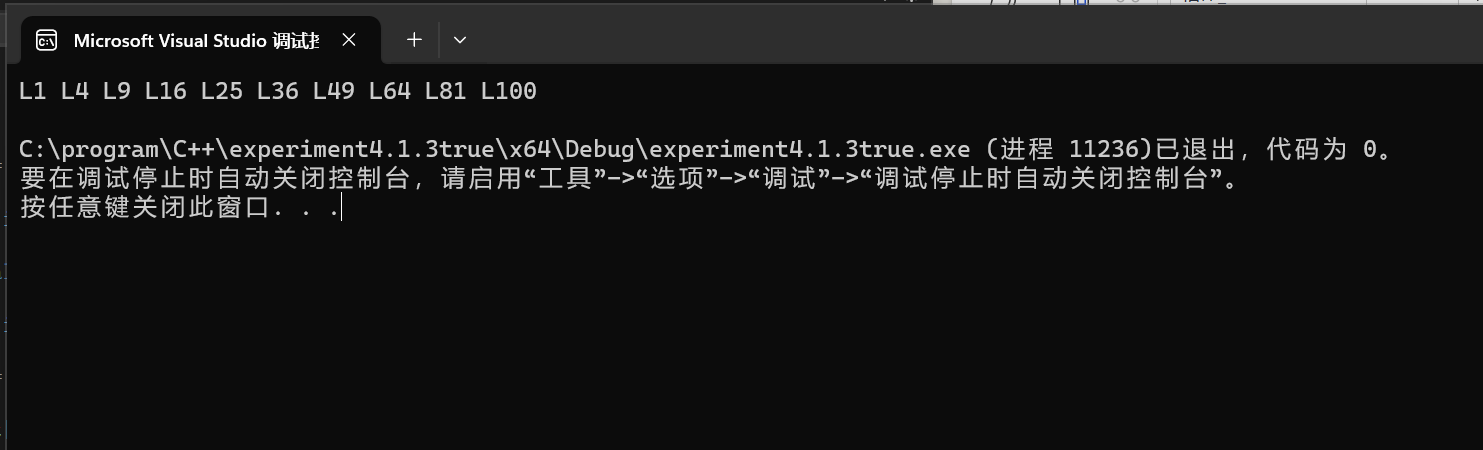 Microsoft Visual Studio 调试
L1 L4 L9 L16 L25 L36 L49 L64 L81 L100
C:\program\C++\experiment4.1.3true\x64\Debug\experiment4.1.3true.exe (进程 11236)已退出，代码为 0。
要在调试停止时自动关闭控制台，请启用“工具”->“选项”->“调试”->“调试停止时自动关闭控制台”。
按任意键关闭此窗口. . .